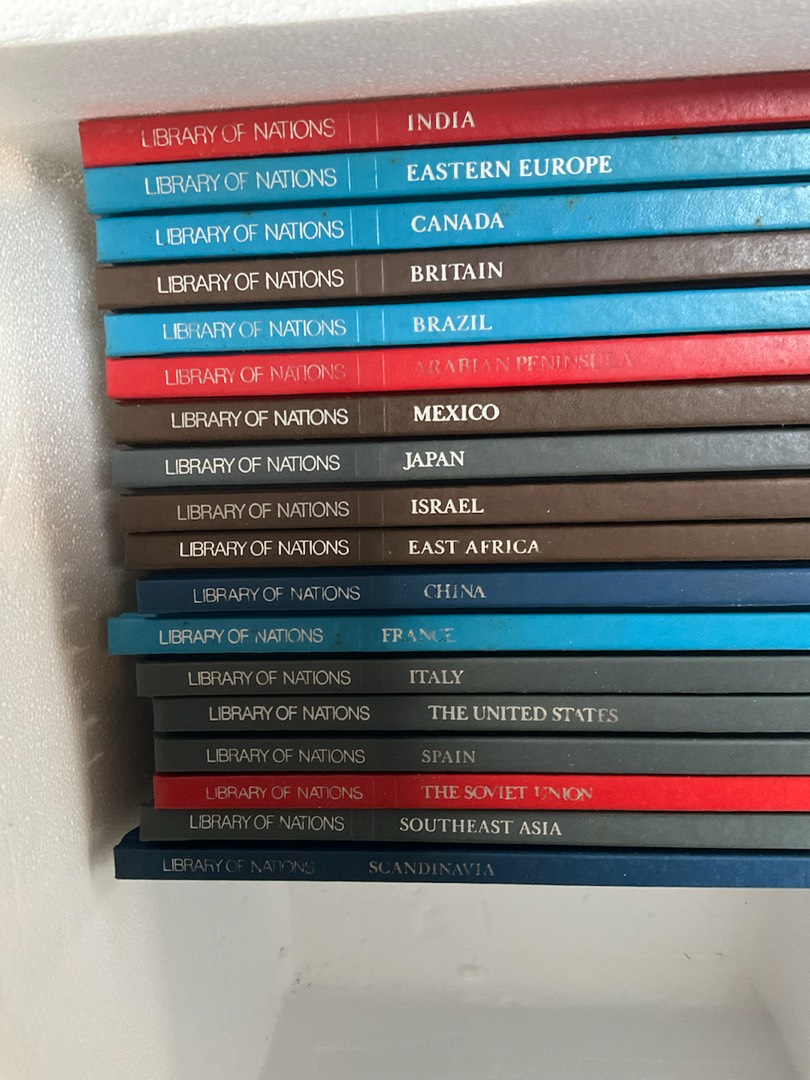 LIBRARY OF NATIONS INDIA
LIBRARY OF NATIONS EASTERN EUROPE
LIBRARY OF NATIONS CANADA
LIBRARY OF NATIONS BRITAIN
LIBRARY OF NATIONS BRAZIL
LIBRARY OF NATIONS ARABIAN PENINSULA
LIBRARY OF NATIONS MEXICO
LIBRARY OF NATIONS JAPAN
LIBRARY OF NATIONS ISRAEL
LIBRARY OF NATIONS EAST AFRICA
LIBRARY OF NATIONS CHINA
LIBRARY OF NATIONS FRANCE
LIBRARY OF NATIONS ITALY
LIBRARY OF NATIONS THE UNITED STATES
LIBRARY OF NATIONS SPAIN
LIBRARY OF NATIONS THE SOVIET UNION
LIBRARY OF NATIONS SOUTHEAST ASIA
LIBRARY OF NATIONS SCANDINAVIA